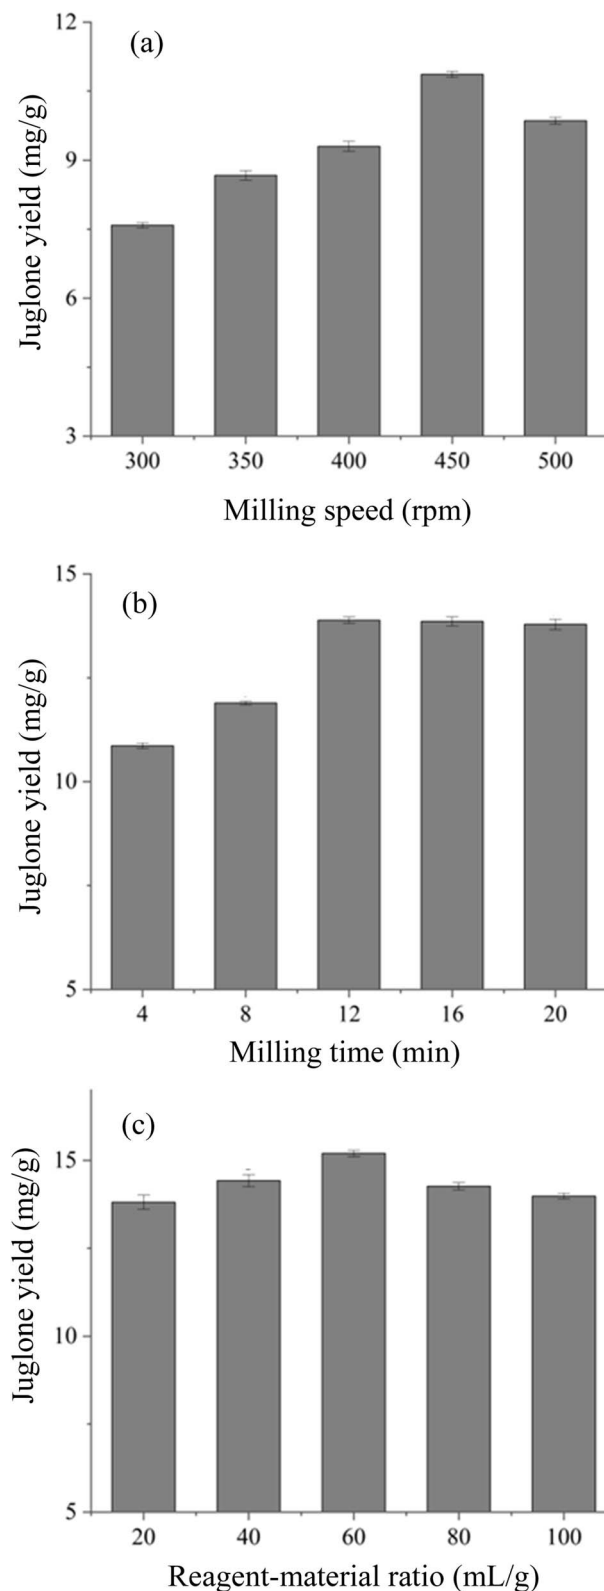 (a)
12
9
6
3
Juglone yield (mg/g)
300 350 400 450 500
Milling speed (rpm)
(b)
15
10
5
Juglone yield (mg/g)
4 8 12 16 20
Milling time (min)
(c)
15
10
5
Juglone yield (mg/g)
20 40 60 80 100
Reagent-material ratio (mL/g)